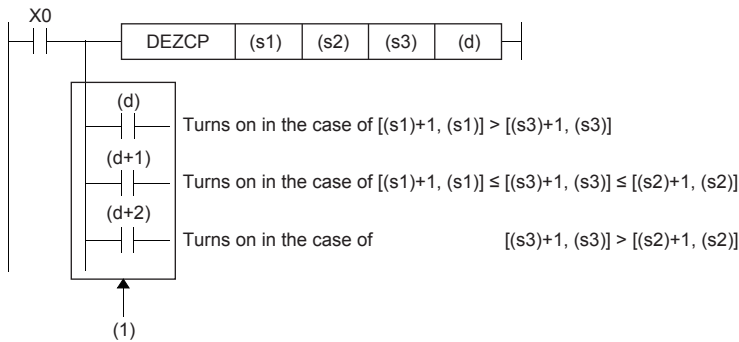 X0
DEZCP (s1) (s2) (s3) (d)
(d)
Turns on in the case of [(s1)+1, (s1)] > [(s3)+1, (s3)]
(d+1)
Turns on in the case of [(s1)+1, (s1)] ≤ [(s3)+1, (s3)] ≤ [(s2)+1, (s2)]
(d+2)
Turns on in the case of [(s3)+1, (s3)] > [(s2)+1, (s2)]
(1)